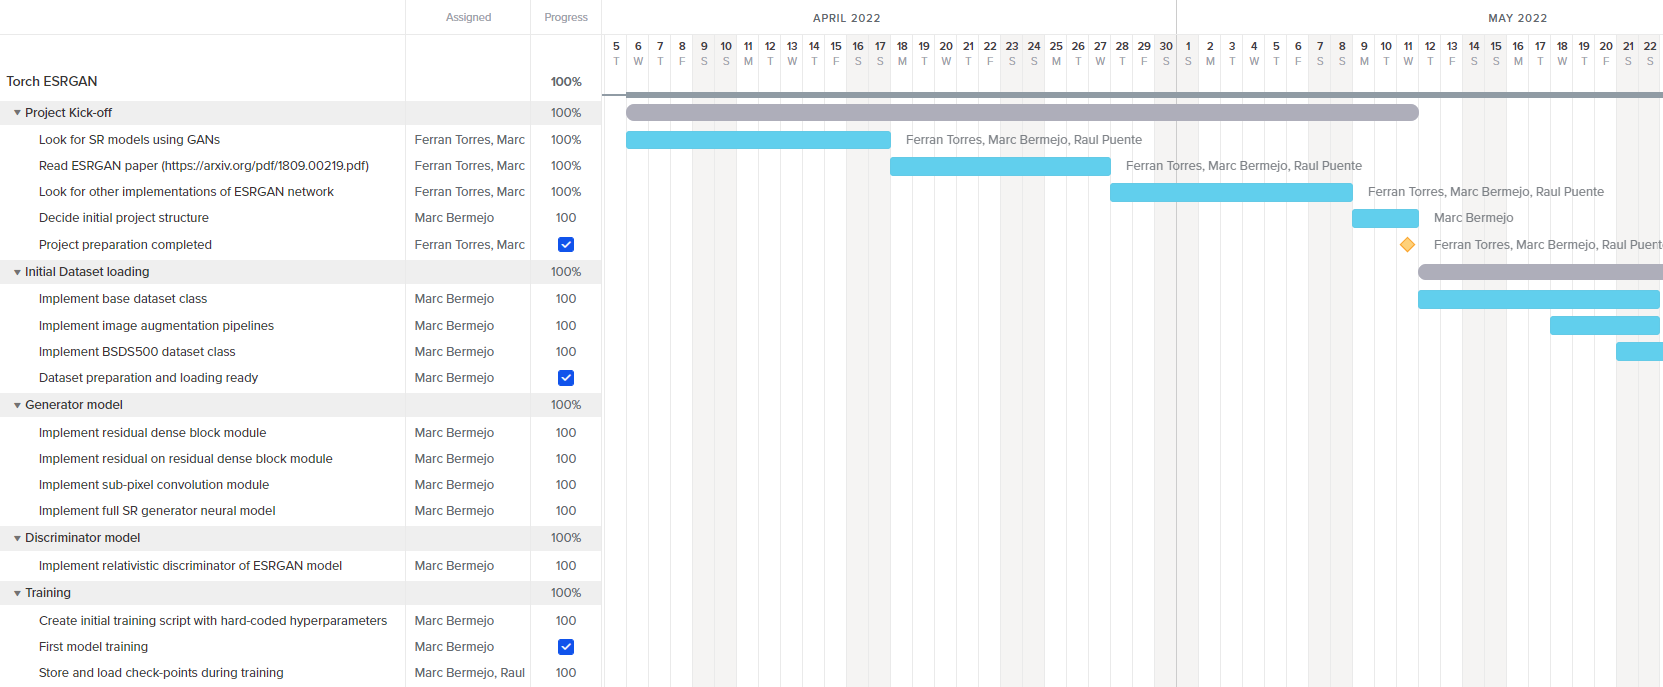 Assigned Progress APRIL 2022 MAY 2022
5 6 7 8 9 10 11 12 13 14 15 16 17 18 19 20 21 22 23 24 25 26 27 28 29 30 1 2 3 4 5 6 7 8 9 10 11 12 13 14 15 16 17 18 19 20 21 22
T W T F S S M T W T F S S M T W T F S S M T W T F S S M T W T F S S M T W T F S S M T W T F S S
Torch ESRGAN 100%
Project Kick-off 100%
Look for SR models using GANs Ferran Torres, Marc 100% Ferran Torres, Marc Bermejo, Raul Puente
Read ESRGAN paper (https://arxiv.org/pdf/1809.00219.pdf) Ferran Torres, Marc 100% Ferran Torres, Marc Bermejo, Raul Puente
Look for other implementations of ESRGAN network Ferran Torres, Marc 100% Ferran Torres, Marc Bermejo, Raul Puente
Decide initial project structure Marc Bermejo 100 Marc Bermejo
Project preparation completed Ferran Torres, Marc Ferran Torres, Marc Bermejo, Raul Puent
Initial Dataset loading 100%
Implement base dataset class Marc Bermejo 100
Implement image augmentation pipelines Marc Bermejo 100
Implement BSDS500 dataset class Marc Bermejo 100
Dataset preparation and loading ready Marc Bermejo
Generator model 100%
Implement residual dense block module Marc Bermejo 100
Implement residual on residual dense block module Marc Bermejo 100
Implement sub-pixel convolution module Marc Bermejo 100
Implement full SR generator neural model Marc Bermejo 100
Discriminator model 100%
Implement relativistic discriminator of ESRGAN model Marc Bermejo 100
Training 100%
Create initial training script with hard-coded hyperparameters Marc Bermejo 100
First model training Marc Bermejo
Store and load check-points during training Marc Bermejo, Raul 100